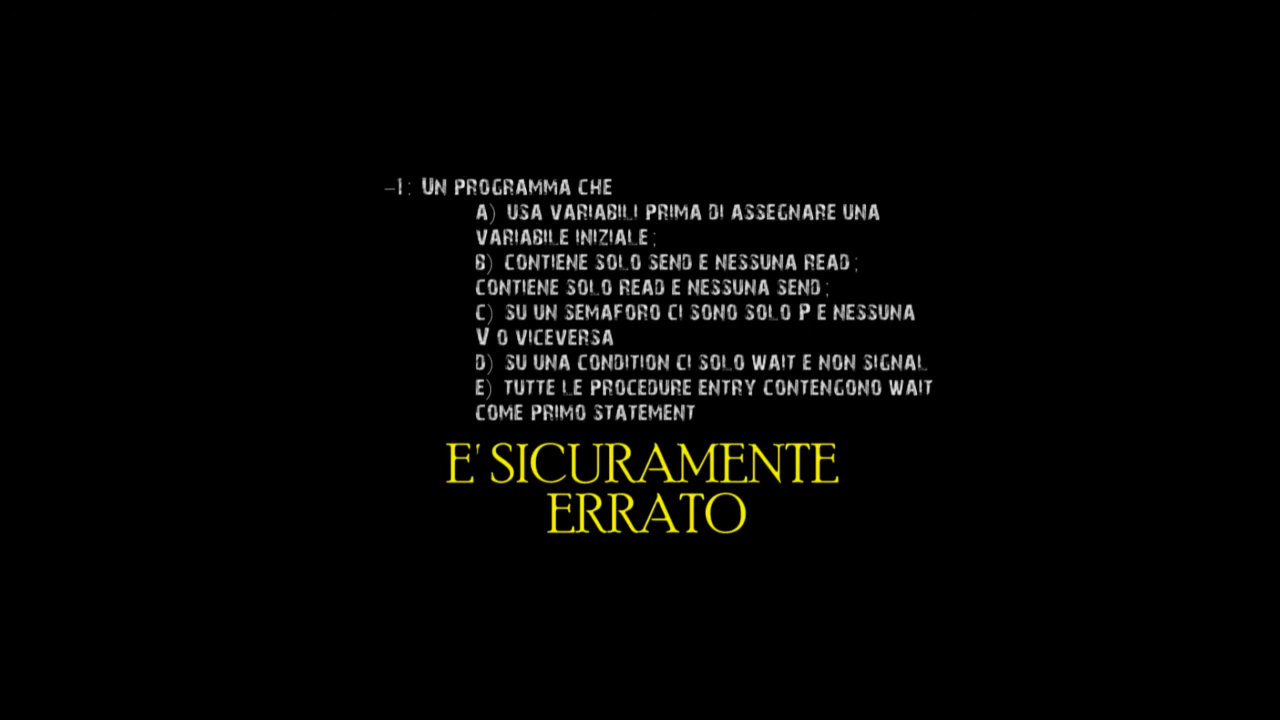 -1: UN PROGRAMMA CHE
A) USA VARIABILI PRIMA DI ASSEGNARE UNA
VARIABILE INIZIALE;
B) CONTIENE SOLO SEND E NESSUNA READ;
CONTIENE SOLO READ E NESSUNA SEND;
C) SU UN SEMAFORO CI SONO SOLO P E NESSUNA
V O VICEVERSA
D) SU UNA CONDITION CI SOLO WAIT E NON SIGNAL
E) TUTTE LE PROCEDURE ENTRY CONTENGONO WAIT
COME PRIMO STATEMENT
E' SICURAMENTE
ERRATO